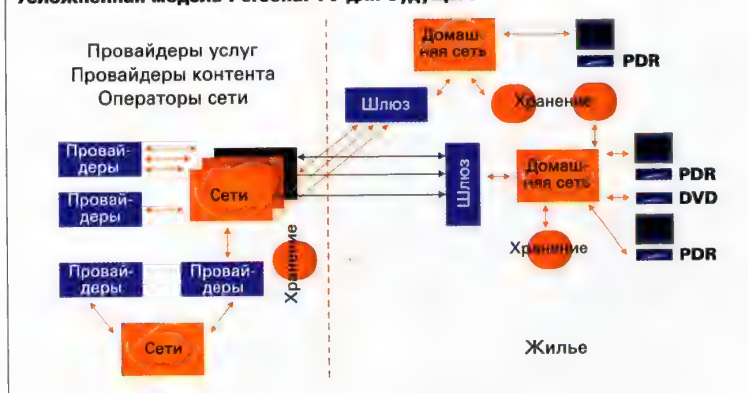 Провайдеры услуг
Провайдеры контента
Операторы сети
Домаш-
няя сеть
PDR
Шлюз
Хранение
Провай-
деры
Сети
Провай-
деры
Хранение
Провай-
деры
Провай-
деры
Сети
Шлюз
Домаш-
няя сеть
PDR
DVD
PDR
Хранение
Жилье